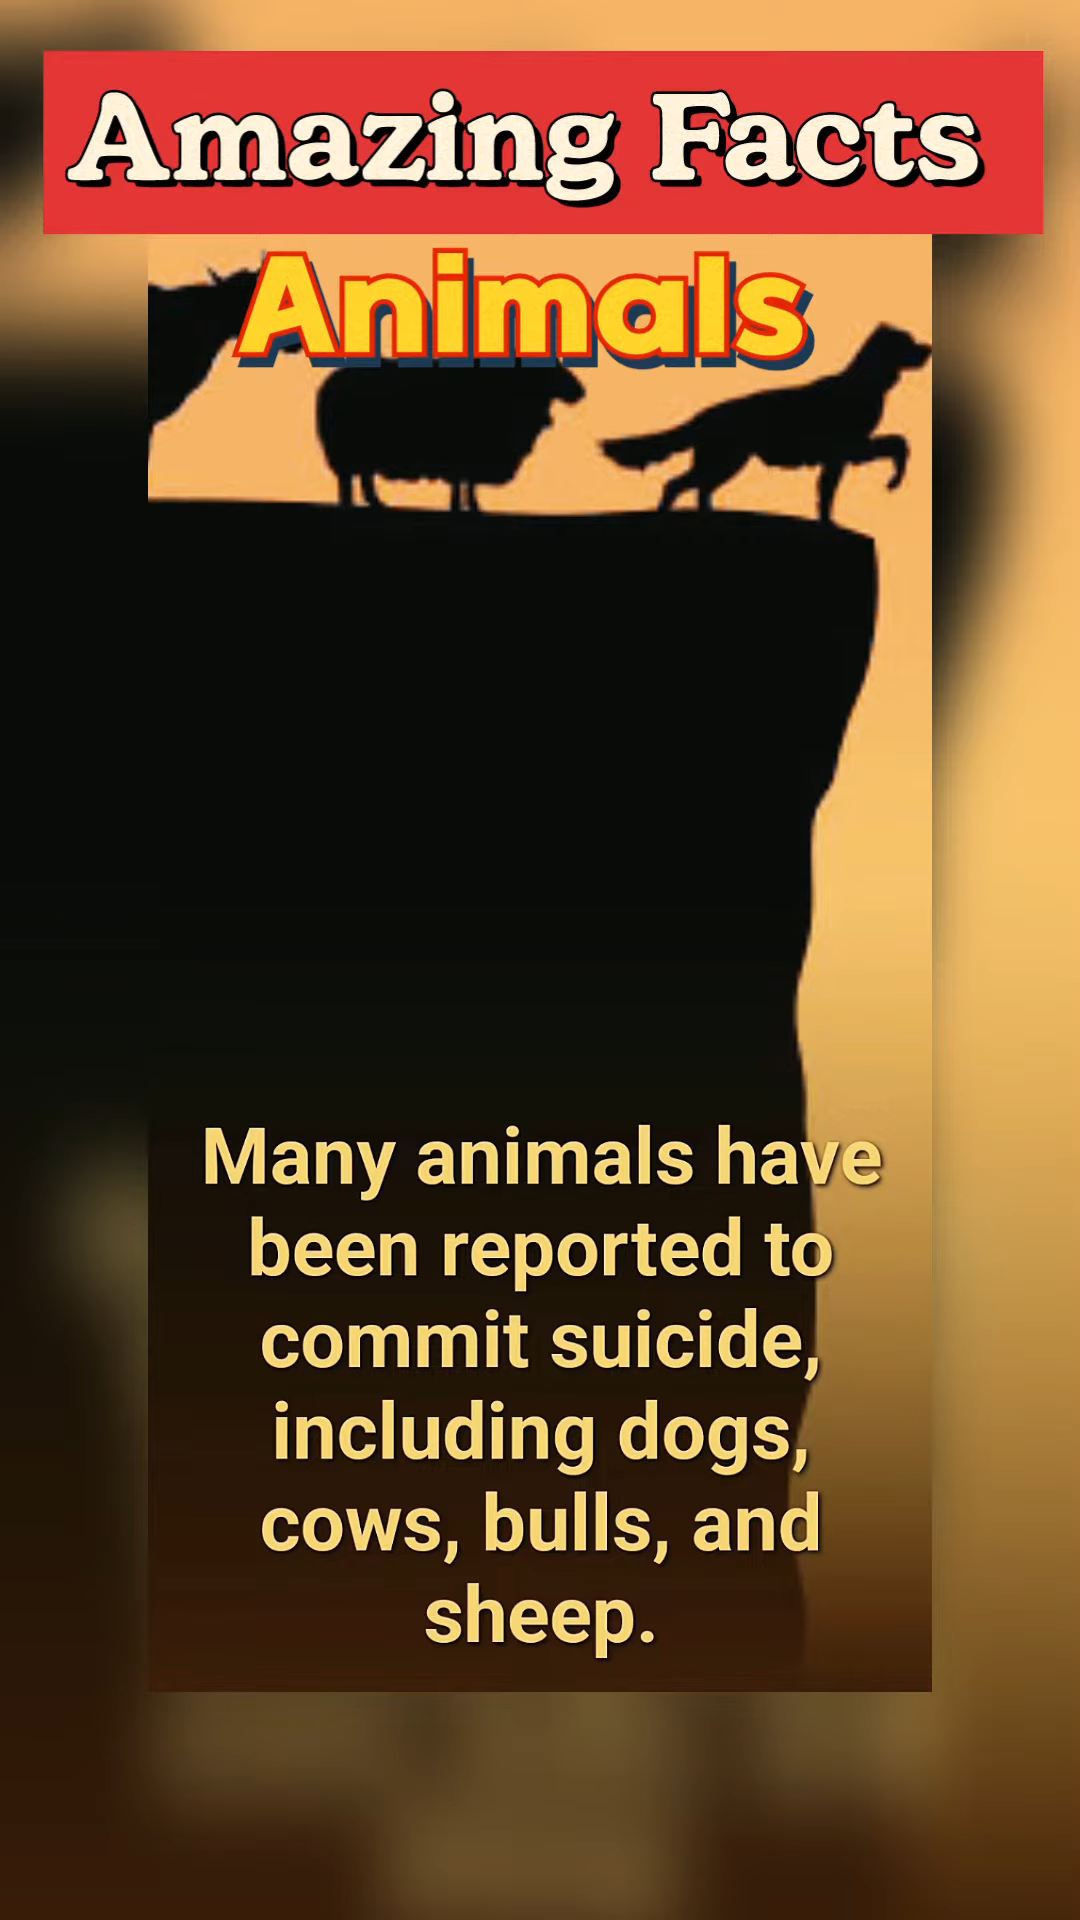 Amazing Facts
Animals
Many animals have
been reported to
commit suicide,
including dogs,
cows, bulls, and
sheep.